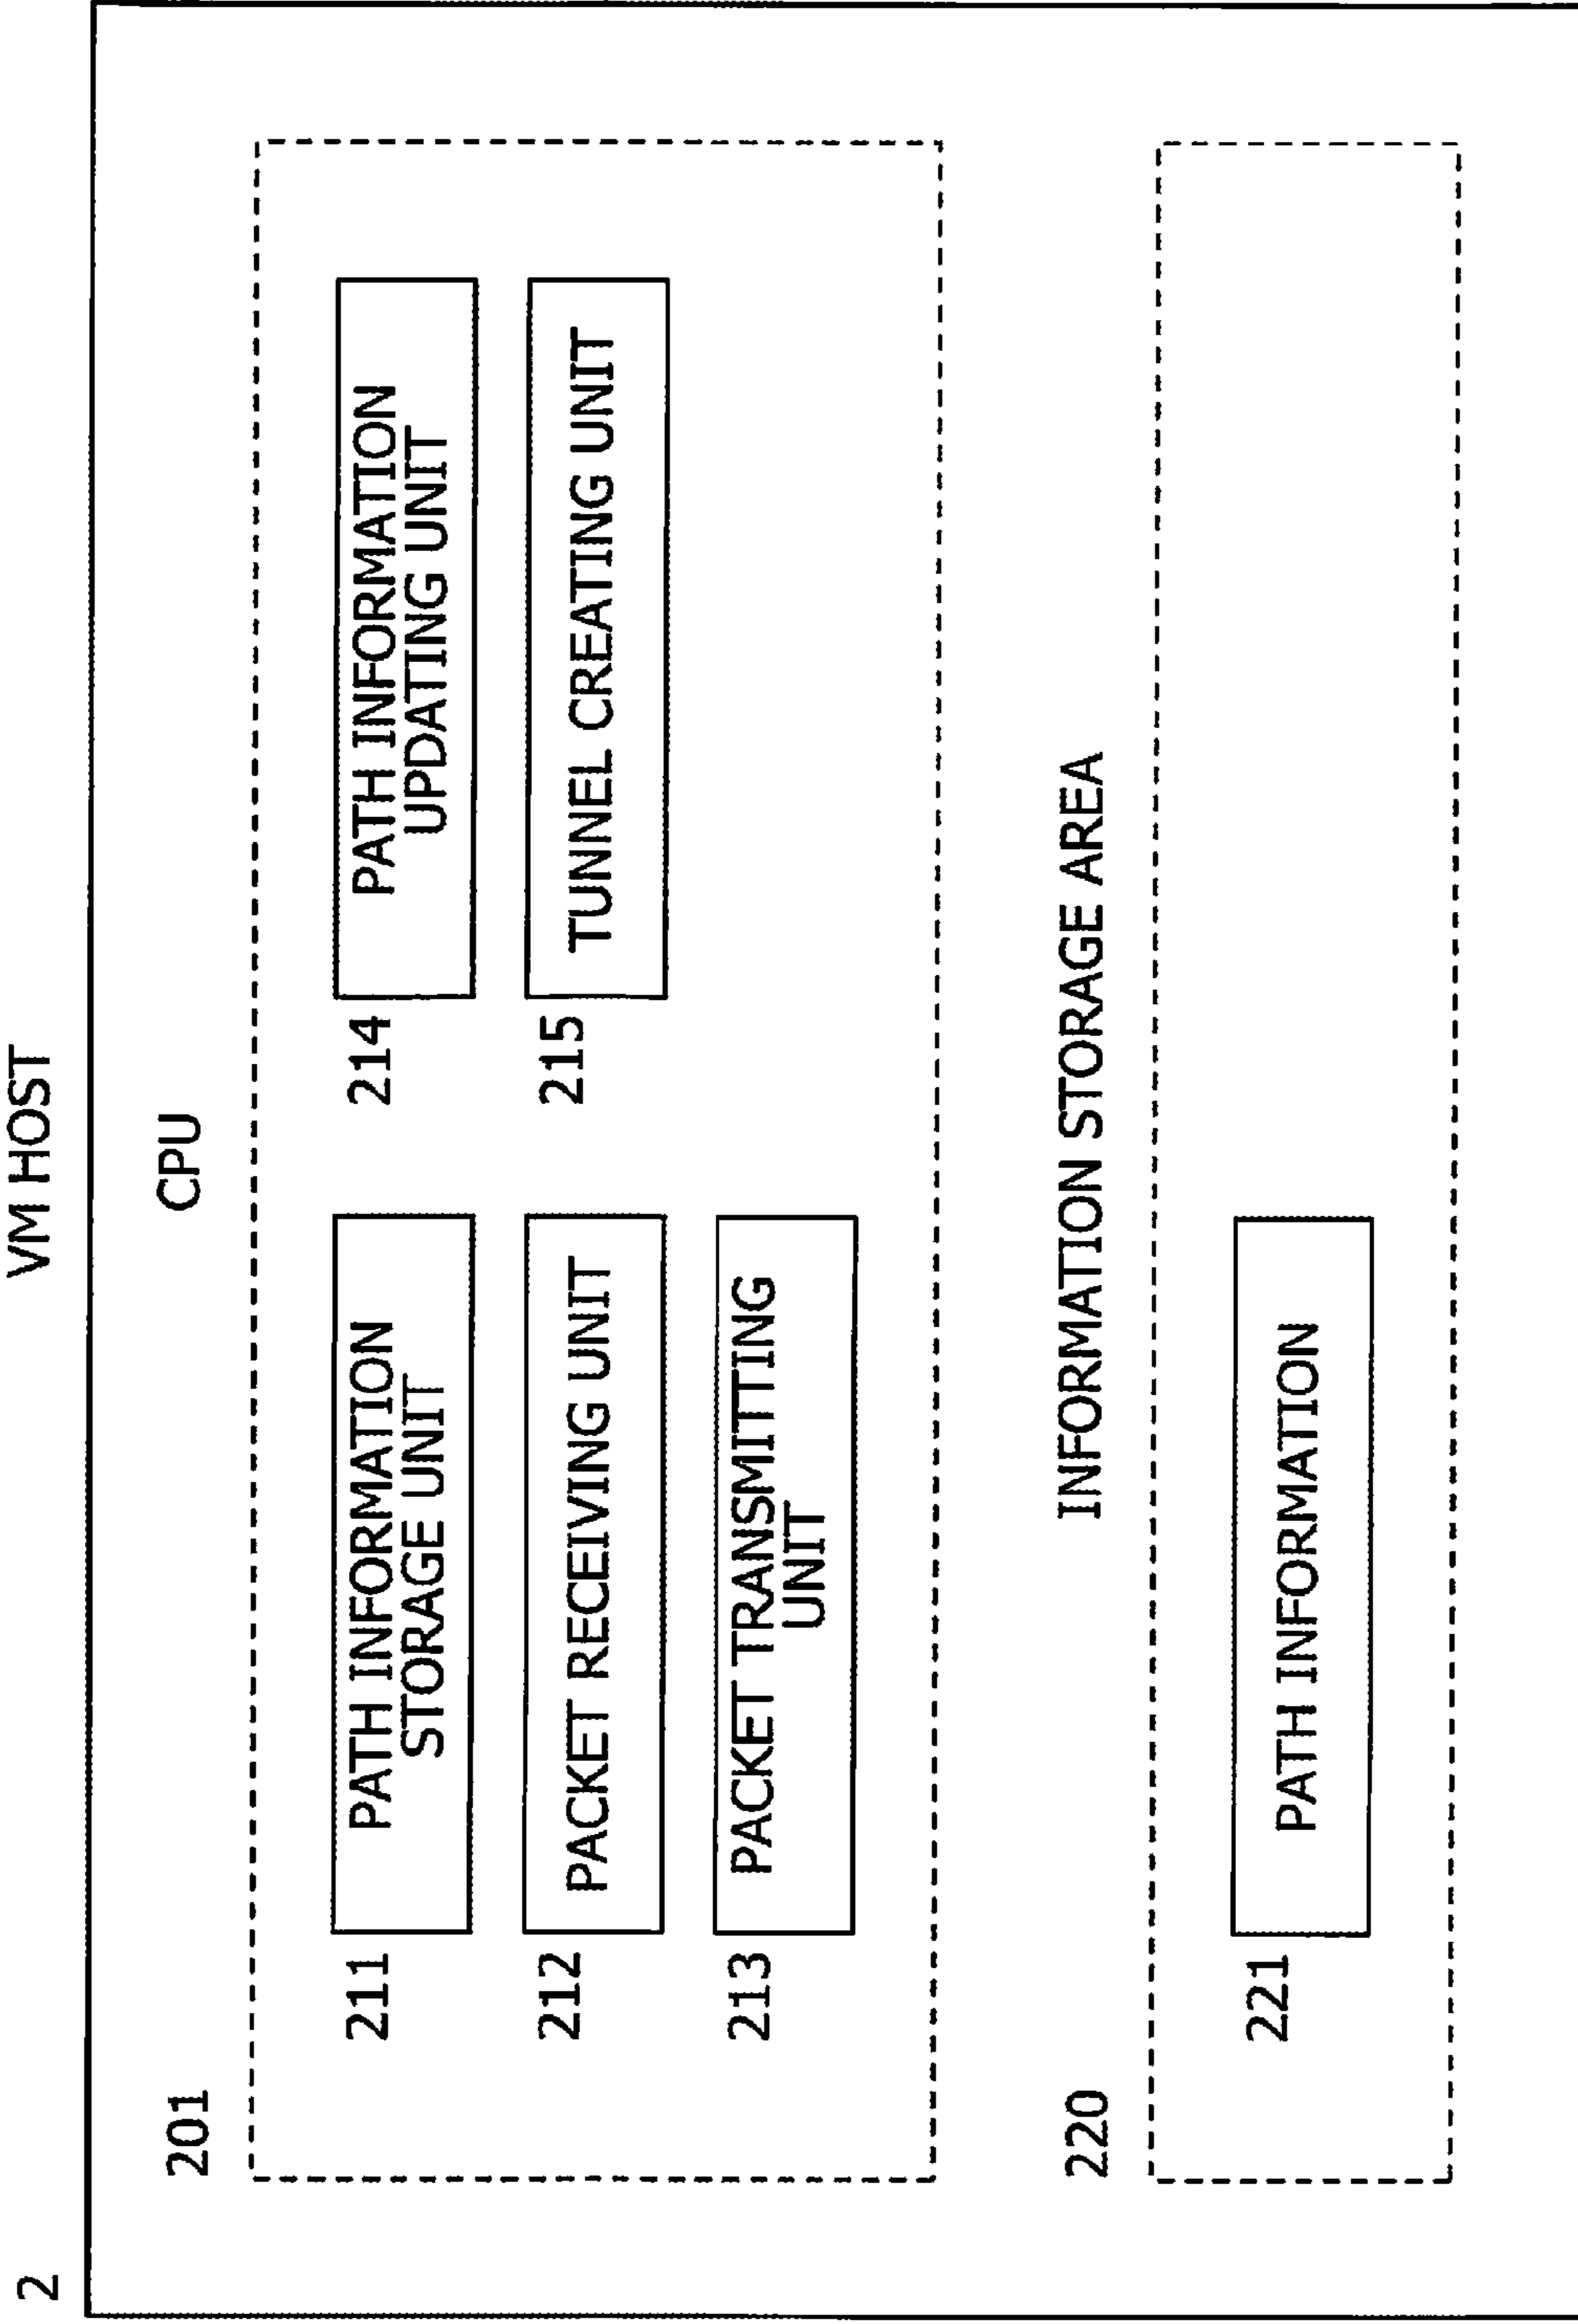 VM HOST
2
CPU
201
211
PATH INFORMATION
STORAGE UNIT
212
PACKET RECEIVING UNIT
213
PACKET TRANSMITTING
UNIT
214
PATH INFORMATION
UPDATING UNIT
215
TUNNEL CREATING UNIT
INFORMATION STORAGE AREA
220
221
PATH INFORMATION